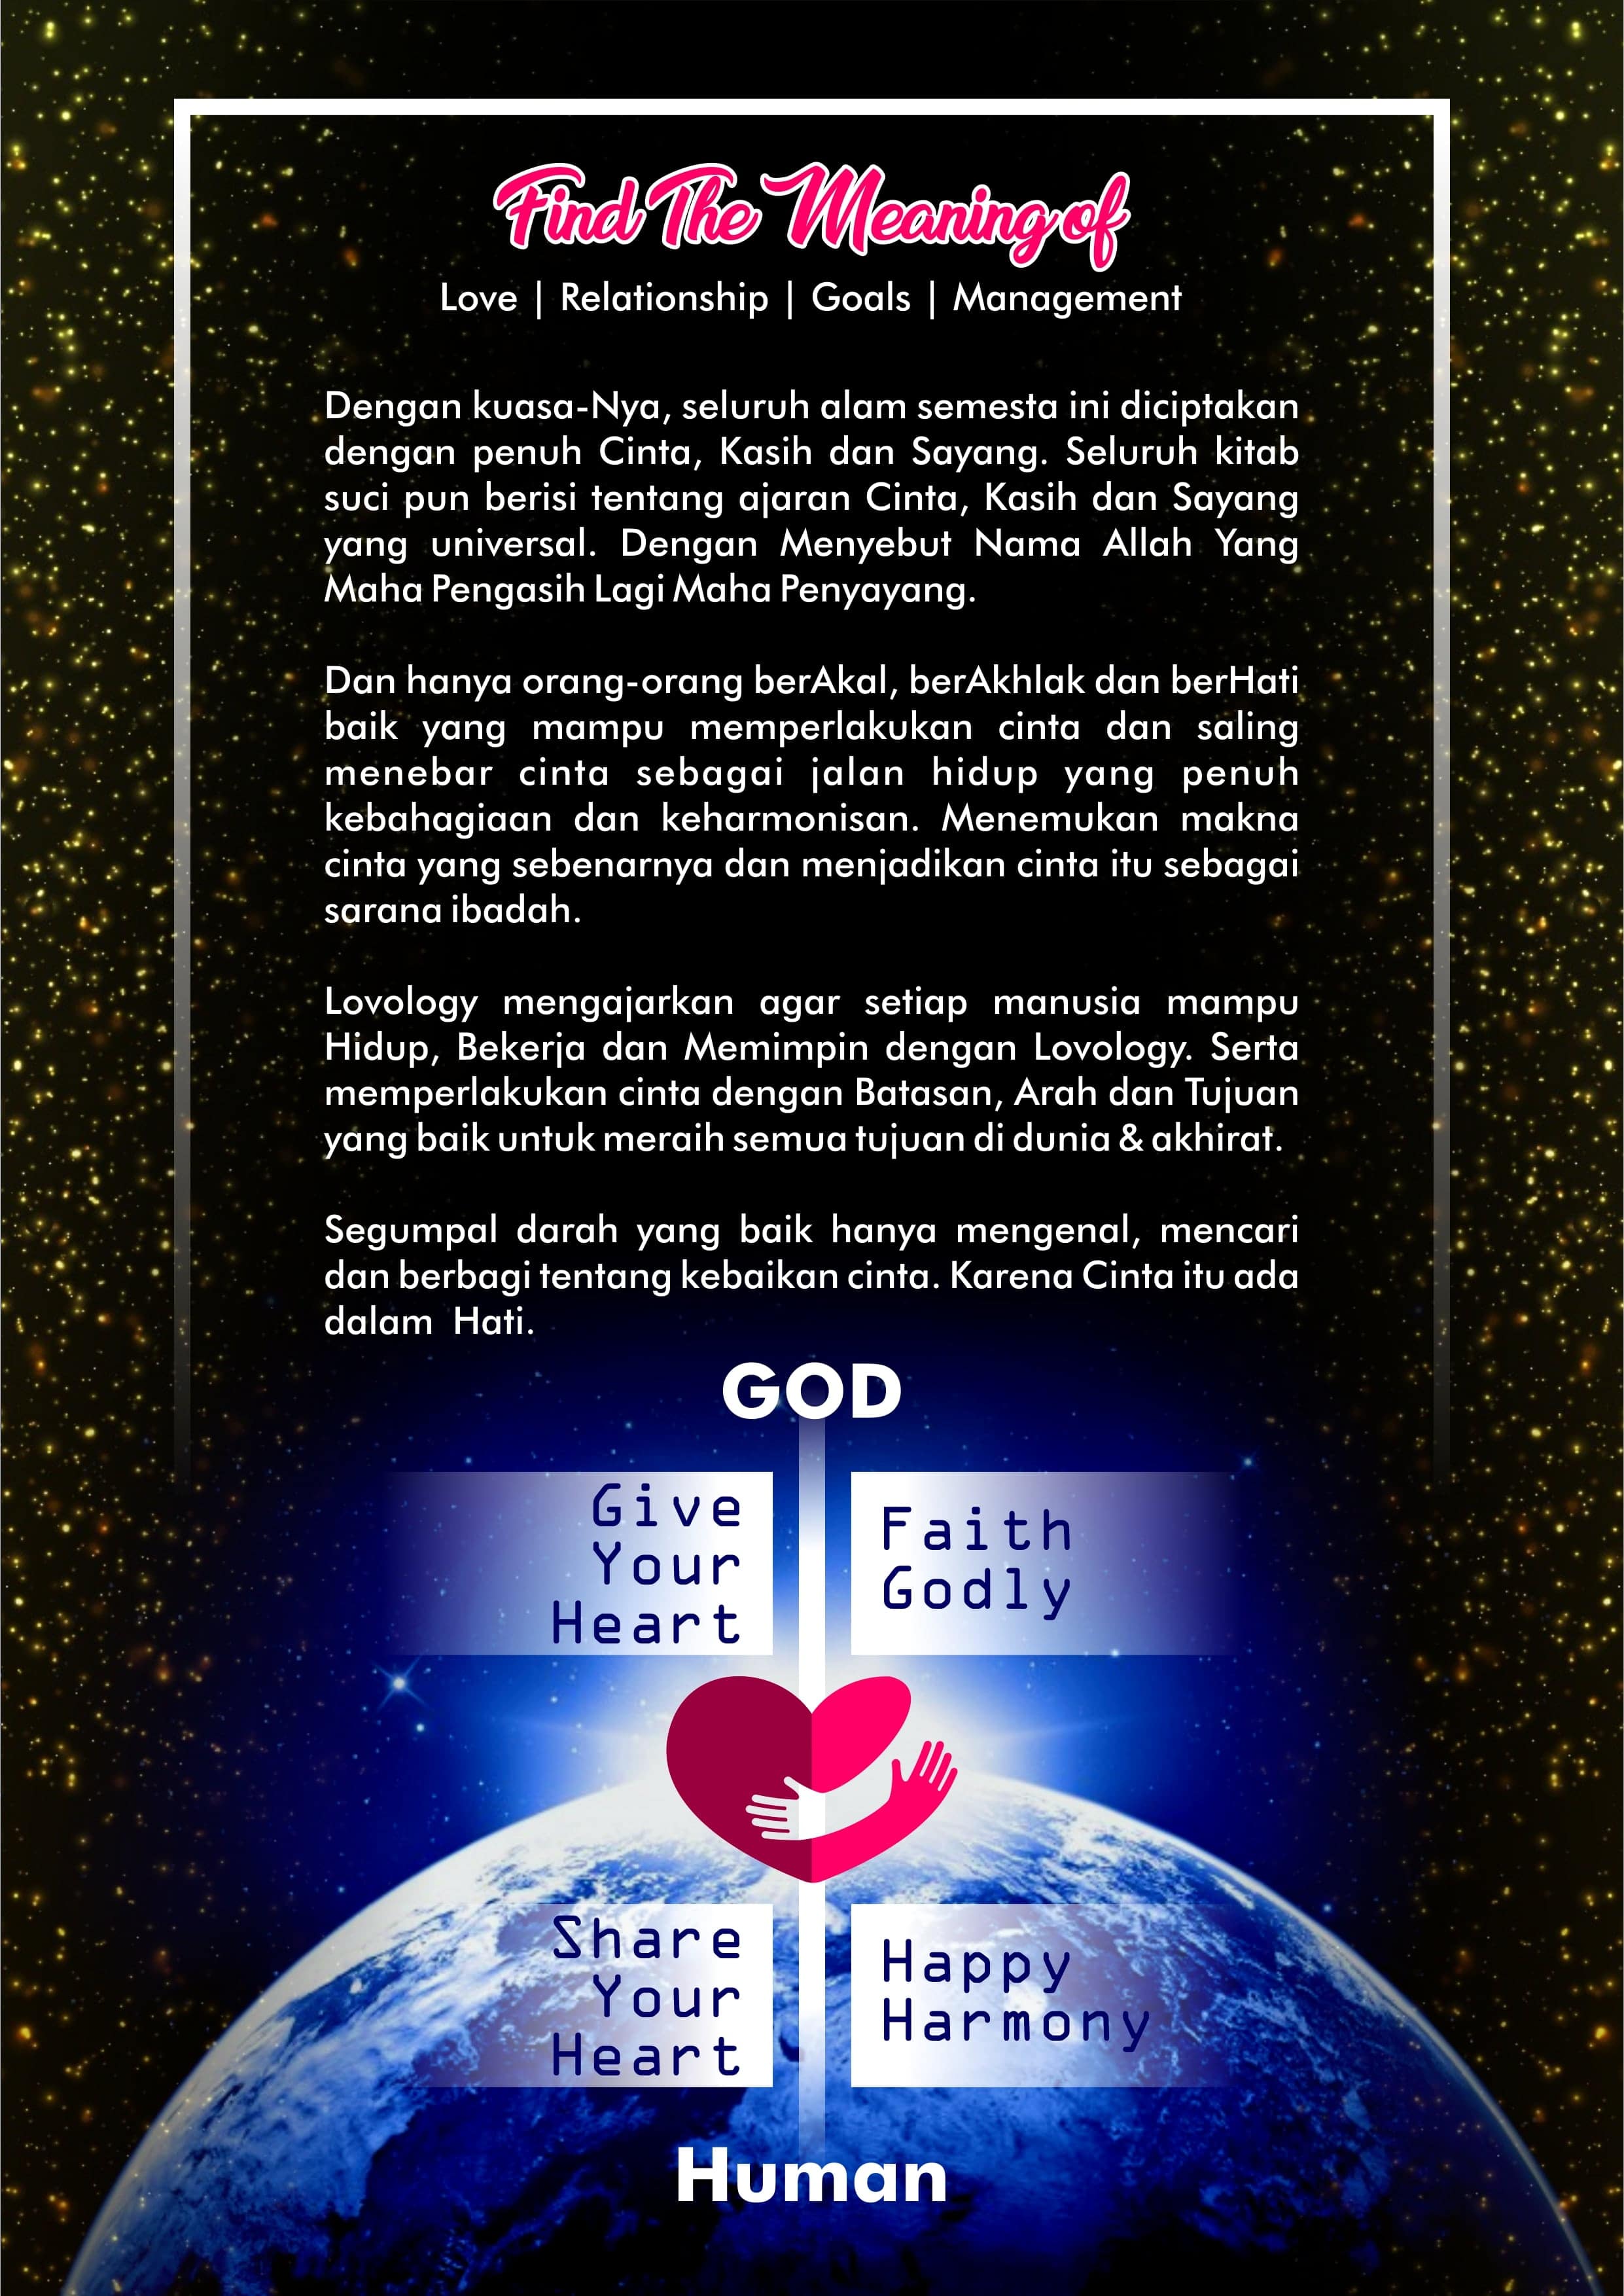 Find The Meaning of
Love | Relationship | Goals | Management
Dengan kuasa-Nya, seluruh alam semesta ini diciptakan
dengan penuh Cinta, Kasih dan Sayang. Seluruh kitab
suci pun berisi tentang ajaran Cinta, Kasih dan Sayang
yang universal. Dengan Menyebut Nama Allah Yang
Maha Pengasih Lagi Maha Penyayang.
Dan hanya orang-orang berAkal, berAkhlak dan berHati
baik yang mampu memperlakukan cinta dan saling
menebar cinta sebagai jalan hidup yang penuh
kebahagiaan dan keharmonisan. Menemukan makna
cinta yang sebenarnya dan menjadikan cinta itu sebagai
sarana ibadah.
Lovology mengajarkan agar setiap manusia mampu
Hidup, Bekerja dan Memimpin dengan Lovology. Serta
memperlakukan cinta dengan Batasan, Arah dan Tujuan
yang baik untuk meraih semua tujuan di dunia & akhirat.
Segumpal darah yang baik hanya mengenal, mencari
dan berbagi tentang kebaikan cinta. Karena Cinta itu ada
dalam Hati.
GOD
Give
Your
Heart
Faith
Godly
Share
Your
Heart
Happy
Harmony
Human